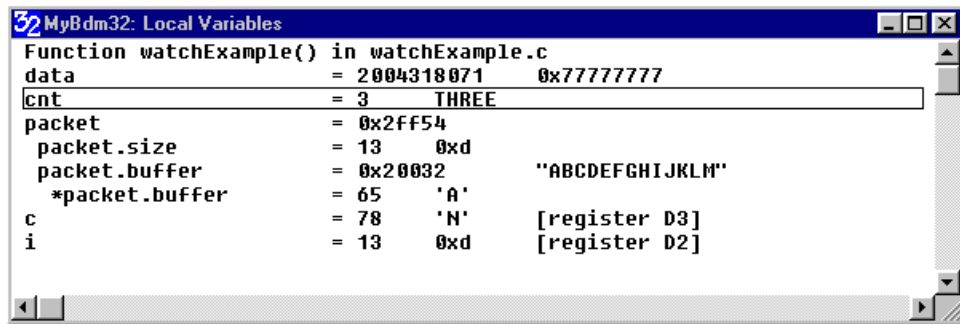 32 MyBdm32: Local Variables
Function watchExample() in watchExample.c
data = 2004318071 0x77777777
cnt = 3 THREE
packet = 0x2ff54
packet.size = 13 0xd
packet.buffer = 0x20032 "ABCDEFGHIJKLM"
*packet.buffer = 65 'A'
c = 78 'N' [register D3]
i = 13 0xd [register D2]